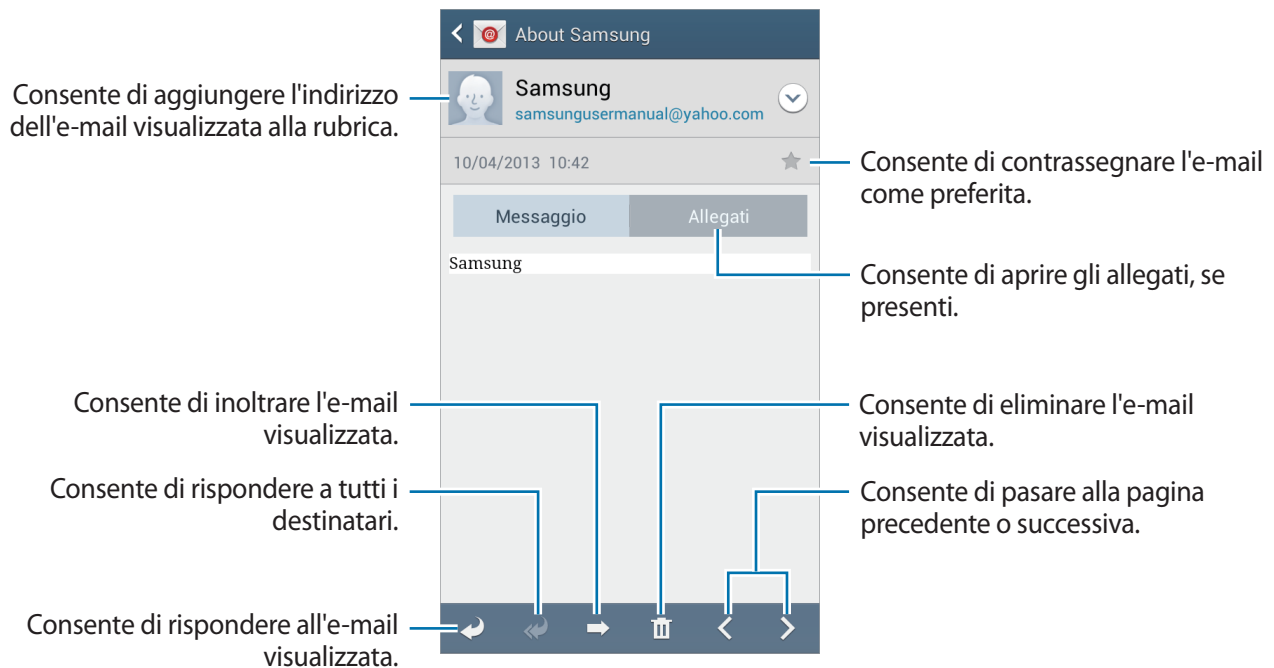 About Samsung
Consente di aggiungere l'indirizzo
dell'e-mail visualizzata alla rubrica.
Samsung
samsungusermanual@yahoo.com
10/04/2013 10:42
Consente di contrassegnare l'e-mail
come preferita.
Messaggio
Allegati
Samsung
Consente di aprire gli allegati, se
presenti.
Consente di inoltrare l'e-mail
visualizzata.
Consente di eliminare l'e-mail
visualizzata.
Consente di rispondere a tutti i
destinatari.
Consente di pasare alla pagina
precedente o successiva.
Consente di rispondere all'e-mail
visualizzata.